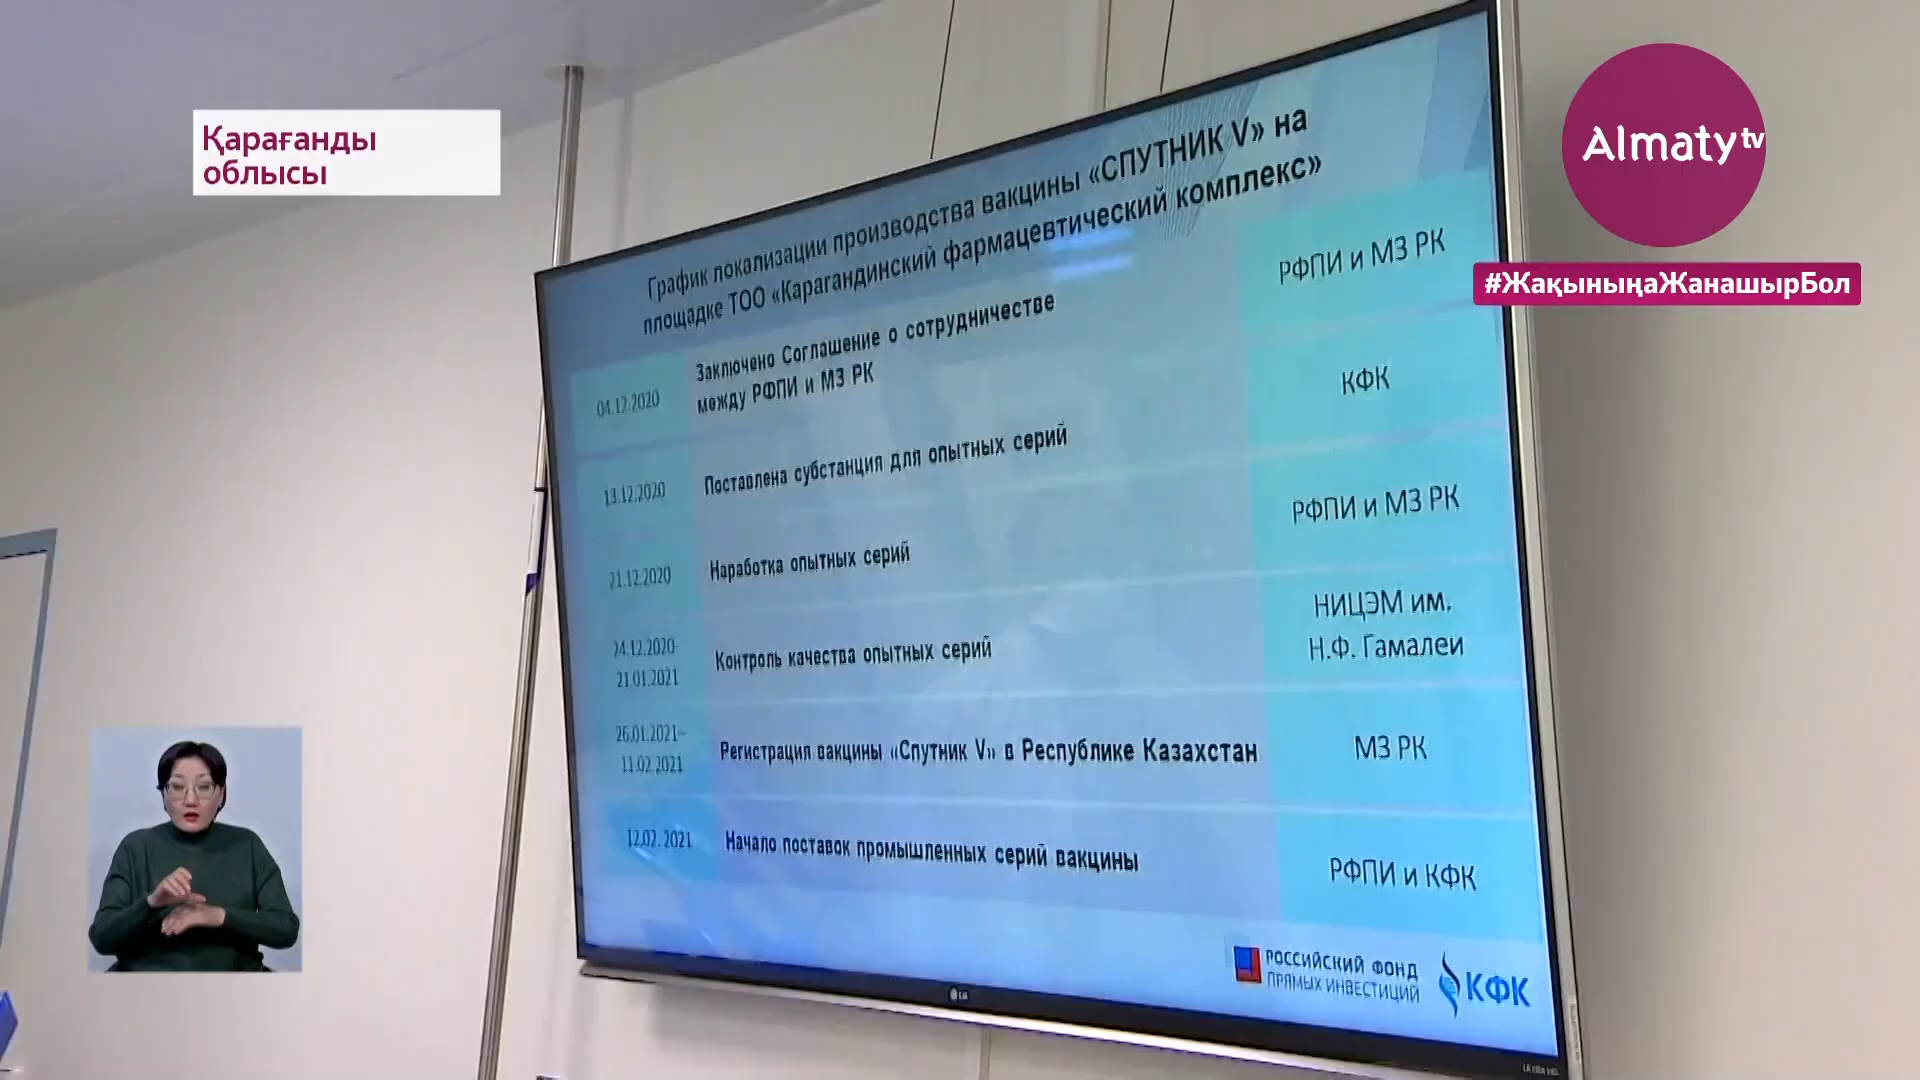 Қарағанды
облысы
Almaty tv
#ЖақыныңаЖанашырБол
График локализации производства вакцины «СПУТНИК V» на
площадке ТОО «Карагандинский фармацевтический комплекс»
04.12.2020
Заключено Соглашение о сотрудничестве
между РФПИ и МЗ РК
РФПИ и МЗ РК
13.12.2020
Поставлена субстанция для опытных серий
КФК
21.12.2020
Наработка опытных серий
РФПИ и МЗ РК
24.12.2020-
21.01.2021
Контроль качества опытных серий
НИЦЭМ им.
Н.Ф. Гамалеи
26.01.2021-
11.02.2021
Регистрация вакцины «Спутник V» в Республике Казахстан
МЗ РК
12.02. 2021
Начало поставок промышленных серий вакцины
РФПИ и КФК
РОССИЙСКИЙ ФОНД
ПРЯМЫХ ИНВЕСТИЦИЙ
КФК
LG